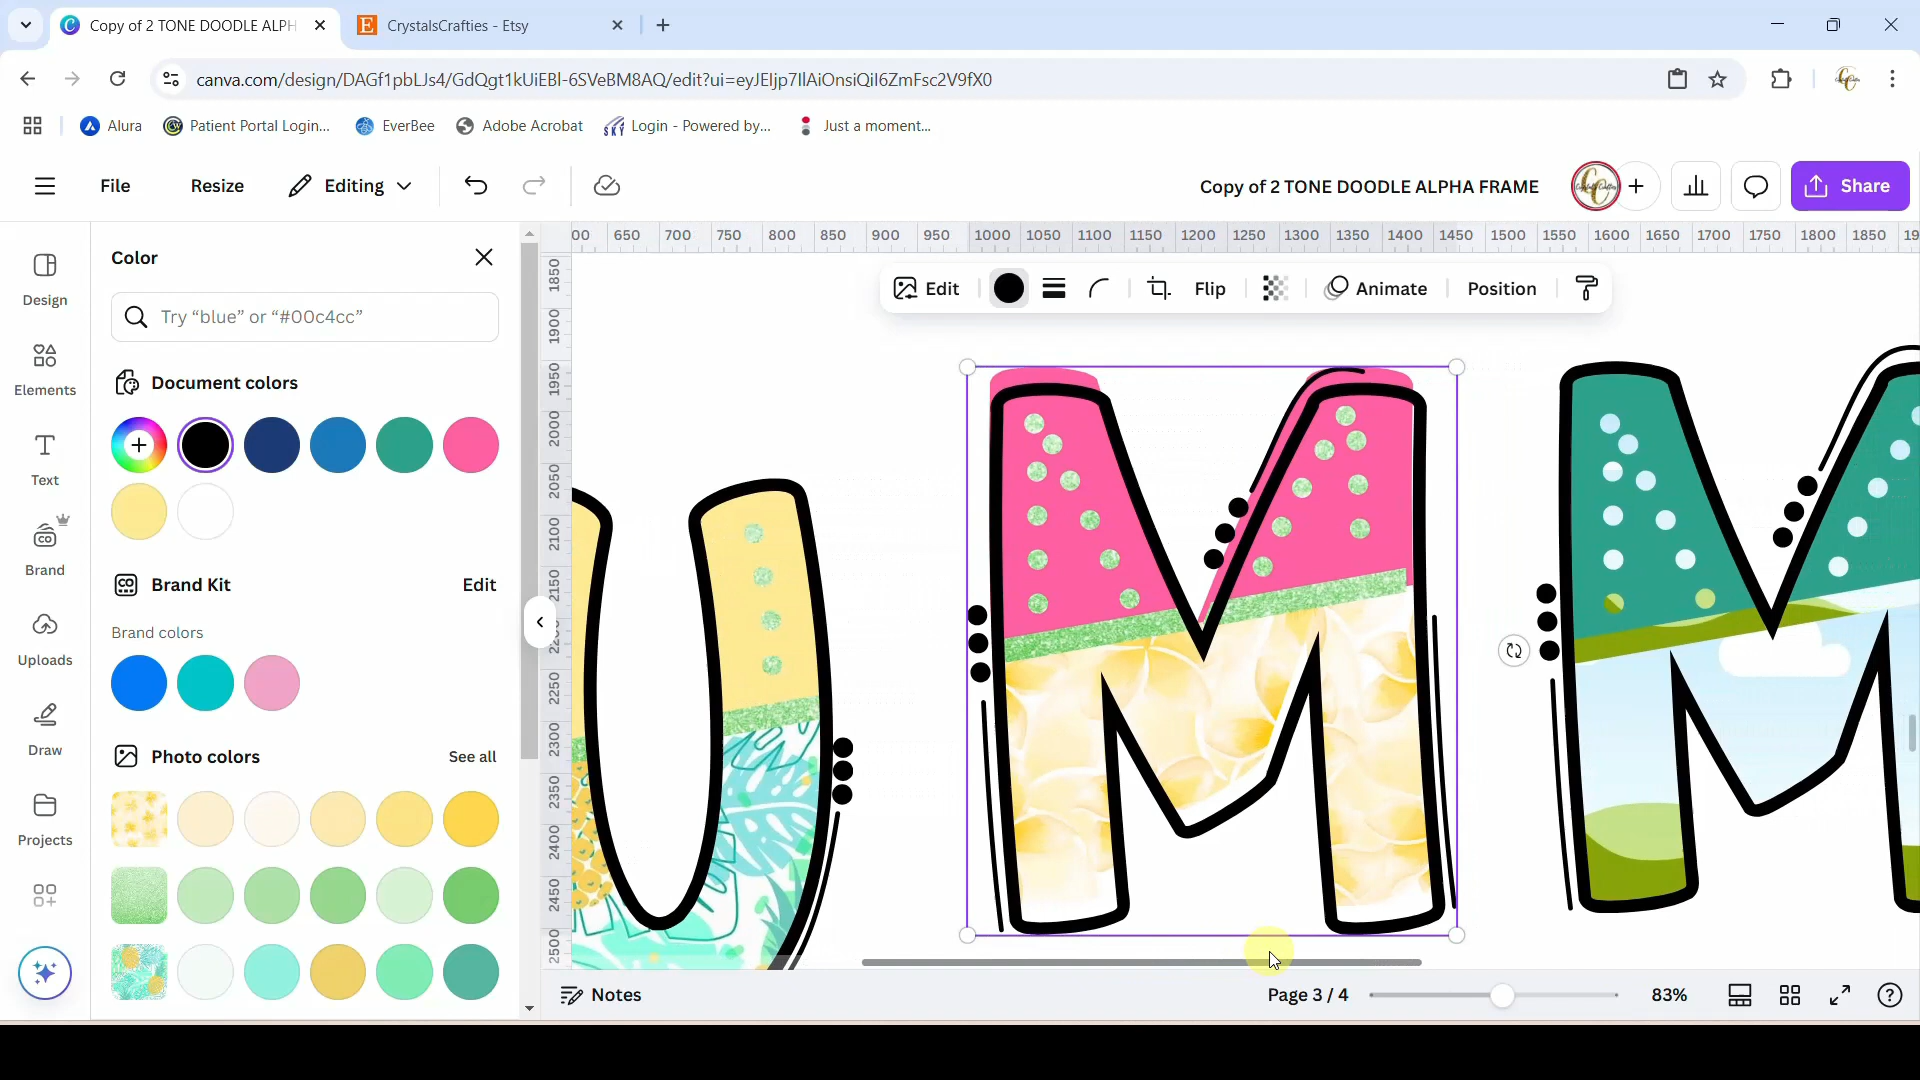 Copy of 2 TONE DOODLE ALPH
CrystalsCrafties - Etsy
canva.com/design/DAGf1pbLJs4/GdQgt1kUiEBl-6SVeBM8AQ/edit?ui=eyJEljp7IlAiOnsiQiI6ZmFsc2V9fX0
Alura
Patient Portal Login...
EverBee
Adobe Acrobat
Login - Powered by...
Just a moment...
File
Resize
Editing
Copy of 2 TONE DOODLE ALPHA FRAME
Share
Design
Elements
Text
Brand
Uploads
Draw
Projects
Color
Try “blue” or “#00c4cc”
Document colors
Brand Kit
Edit
Brand colors
Photo colors
See all
00 650 700 750 800 850 900 950 1000 1050 1100 1150 1200 1250 1300 1350 1400 1450 1500 1550 1600 1650 1700 1750 1800 1850 19
1850
1900
1950
2000
2050
2100
2150
2250
2300
2350
2400
2450
2500
Edit
Flip
Animate
Position
U M M
Notes
Page 3 / 4
83%